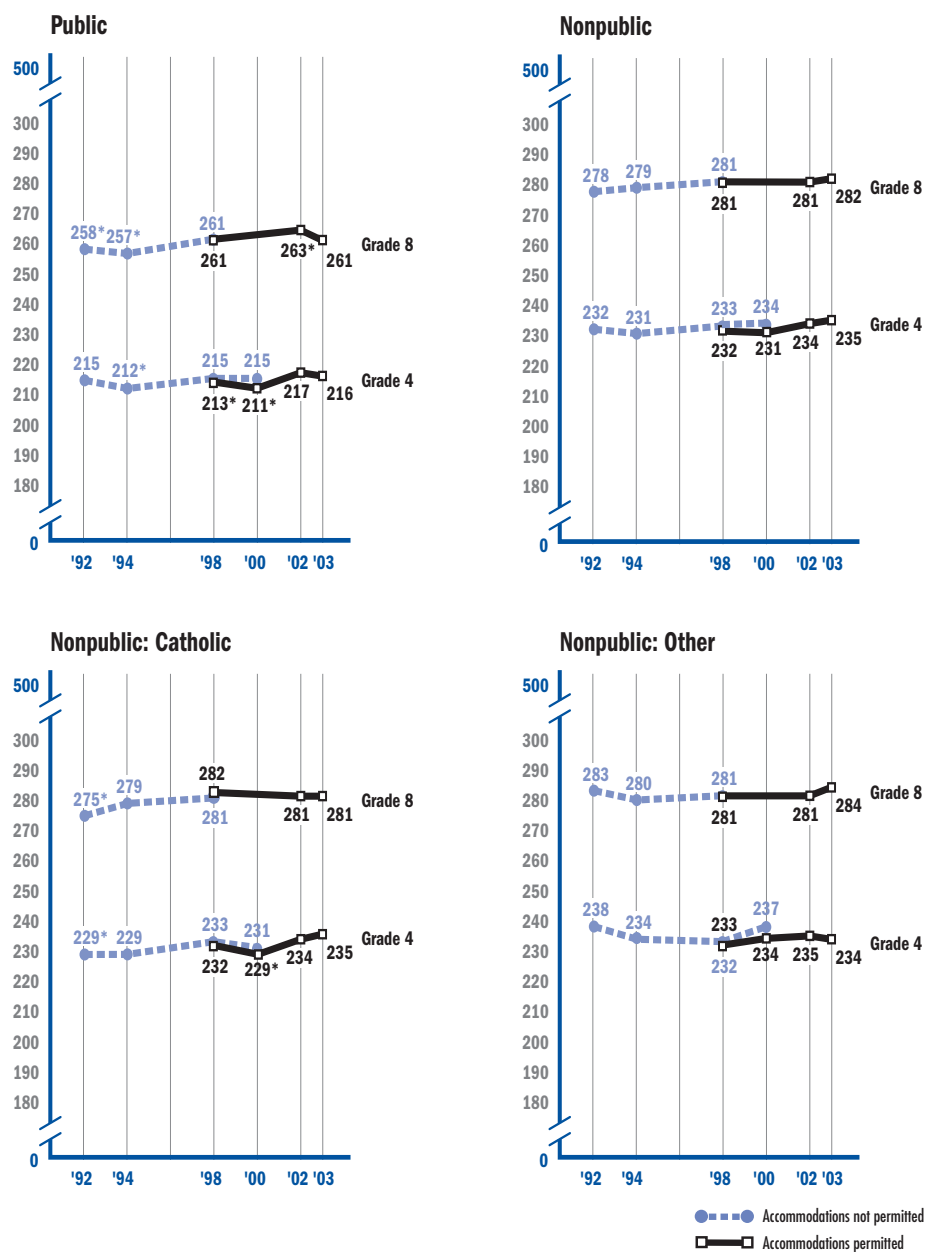 Public
500
300
290
280
270
260
250
240
230
220
210
200
190
180
0
258* 257* 261
261 263* 261 Grade 8
215 212* 215 215
213* 211* 217 216 Grade 4
'92 '94 '98 '00 '02 '03
Nonpublic
500
300
290
280
270
260
250
240
230
220
210
200
190
180
0
278 279 281
281 281 282 Grade 8
232 231 233 234
232 231 234 235 Grade 4
'92 '94 '98 '00 '02 '03
Nonpublic: Catholic
500
300
290
280
270
260
250
240
230
220
210
200
190
180
0
275* 279 282
281 281 281 Grade 8
229* 229 233 231
232 229* 234 235 Grade 4
'92 '94 '98 '00 '02 '03
Nonpublic: Other
500
300
290
280
270
260
250
240
230
220
210
200
190
180
0
283 280 281
281 281 284 Grade 8
238 234 233 237
232 234 235 234 Grade 4
'92 '94 '98 '00 '02 '03
Accommodations not permitted
Accommodations permitted